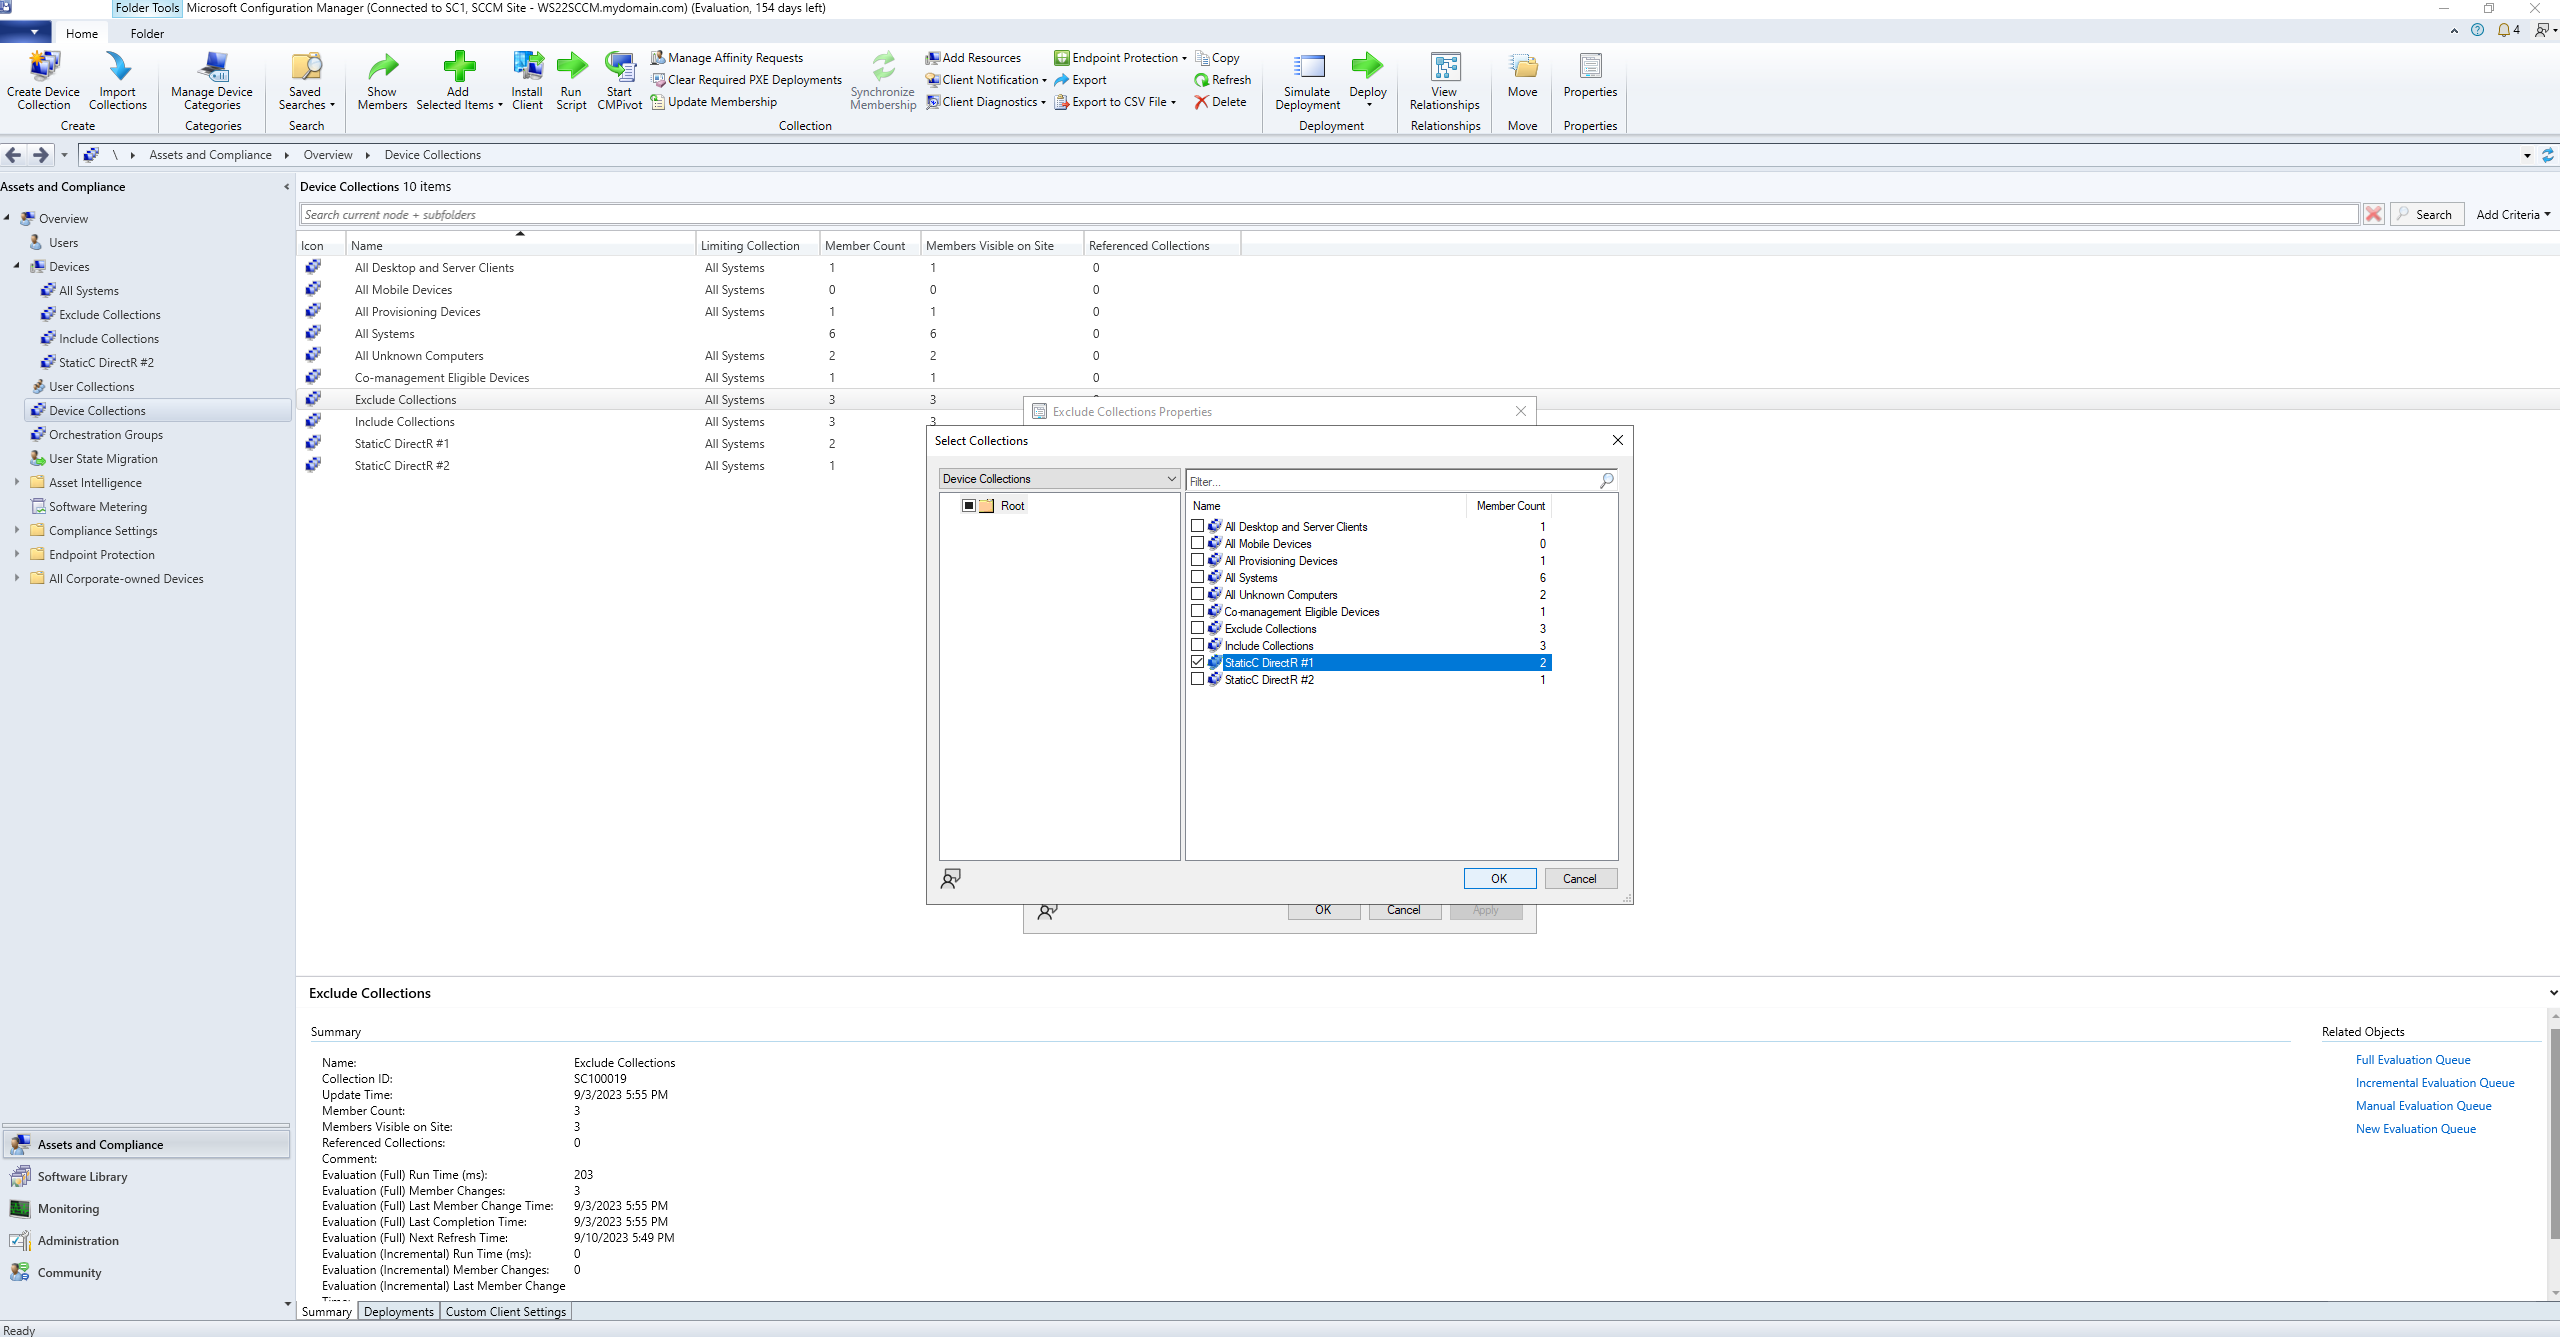 Folder Tools Microsoft Configuration Manager (Connected to SC1, SCCM Site - WS22SCCM.mydomain.com) (Evaluation, 154 days left)
Home Folder
4
Create Device Collection
Import Collections
Create
Manage Device Categories
Categories
Saved Searches
Search
Show Members
Add Selected Items
Install Client
Run Script
Start CMPivot
Manage Affinity Requests
Clear Required PXE Deployments
Update Membership
Synchronize Membership
Add Resources
Client Notification
Client Diagnostics
Endpoint Protection
Export
Export to CSV File
Copy
Refresh
Delete
Collection
Simulate Deployment
Deploy
Deployment
View Relationships
Relationships
Move
Move
Properties
Properties
\ Assets and Compliance Overview Device Collections
Assets and Compliance
Overview
Users
Devices
All Systems
Exclude Collections
Include Collections
StaticC DirectR #2
User Collections
Device Collections
Orchestration Groups
User State Migration
Asset Intelligence
Software Metering
Compliance Settings
Endpoint Protection
All Corporate-owned Devices
Assets and Compliance
Software Library
Monitoring
Administration
Community
Device Collections 10 items
Search current node + subfolders
Search
Add Criteria
Icon Name Limiting Collection Member Count Members Visible on Site Referenced Collections
All Desktop and Server Clients All Systems 1 1 0
All Mobile Devices All Systems 0 0 0
All Provisioning Devices All Systems 1 1 0
All Systems 6 6 0
All Unknown Computers All Systems 2 2 0
Co-management Eligible Devices All Systems 1 1 0
Exclude Collections All Systems 3 3
Include Collections All Systems 3 3
StaticC DirectR #1 All Systems 2
StaticC DirectR #2 All Systems 1
Exclude Collections Properties
Select Collections
Device Collections
Filter...
Root
Name Member Count
All Desktop and Server Clients 1
All Mobile Devices 0
All Provisioning Devices 1
All Systems 6
All Unknown Computers 2
Co-management Eligible Devices 1
Exclude Collections 3
Include Collections 3
StaticC DirectR #1 2
StaticC DirectR #2 1
OK Cancel
OK Cancel Apply
Exclude Collections
Summary
Name: Exclude Collections
Collection ID: SC100019
Update Time: 9/3/2023 5:55 PM
Member Count: 3
Members Visible on Site: 3
Referenced Collections: 0
Comment:
Evaluation (Full) Run Time (ms): 203
Evaluation (Full) Member Changes: 3
Evaluation (Full) Last Member Change Time: 9/3/2023 5:55 PM
Evaluation (Full) Last Completion Time: 9/3/2023 5:55 PM
Evaluation (Full) Next Refresh Time: 9/10/2023 5:49 PM
Evaluation (Incremental) Run Time (ms): 0
Evaluation (Incremental) Member Changes: 0
Evaluation (Incremental) Last Member Change
Related Objects
Full Evaluation Queue
Incremental Evaluation Queue
Manual Evaluation Queue
New Evaluation Queue
Summary Deployments Custom Client Settings
Ready